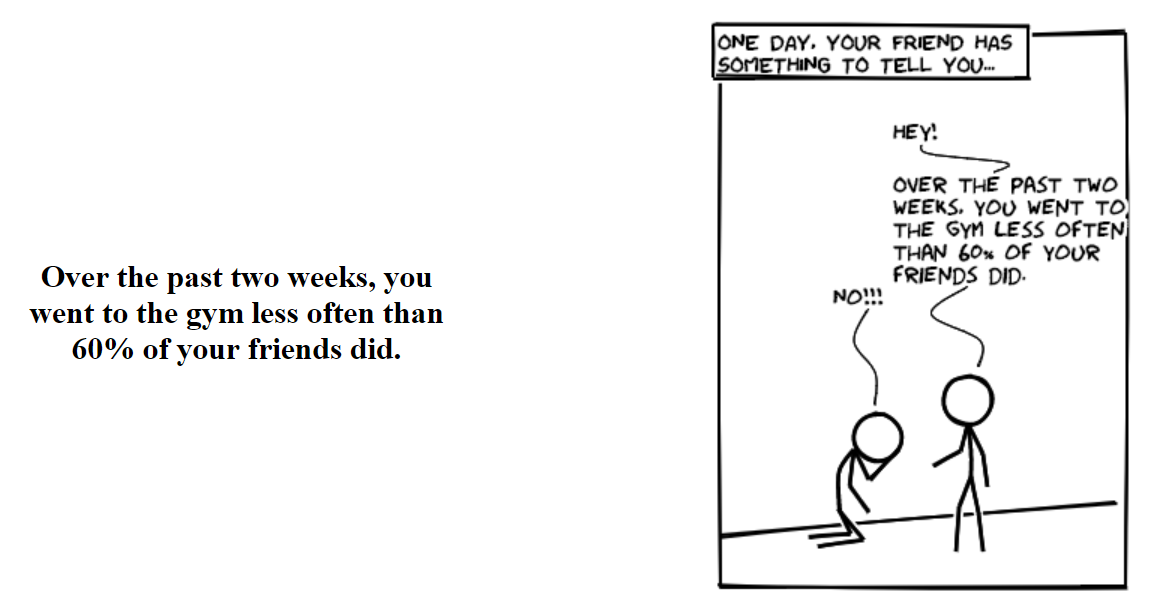 Over the past two weeks, you
went to the gym less often than
60% of your friends did.
ONE DAY, YOUR FRIEND HAS
SOMETHING TO TELL YOU...
HEY!
OVER THE PAST TWO
WEEKS, YOU WENT TO
THE GYM LESS OFTEN
THAN 60% OF YOUR
FRIENDS DID.
NO!!!